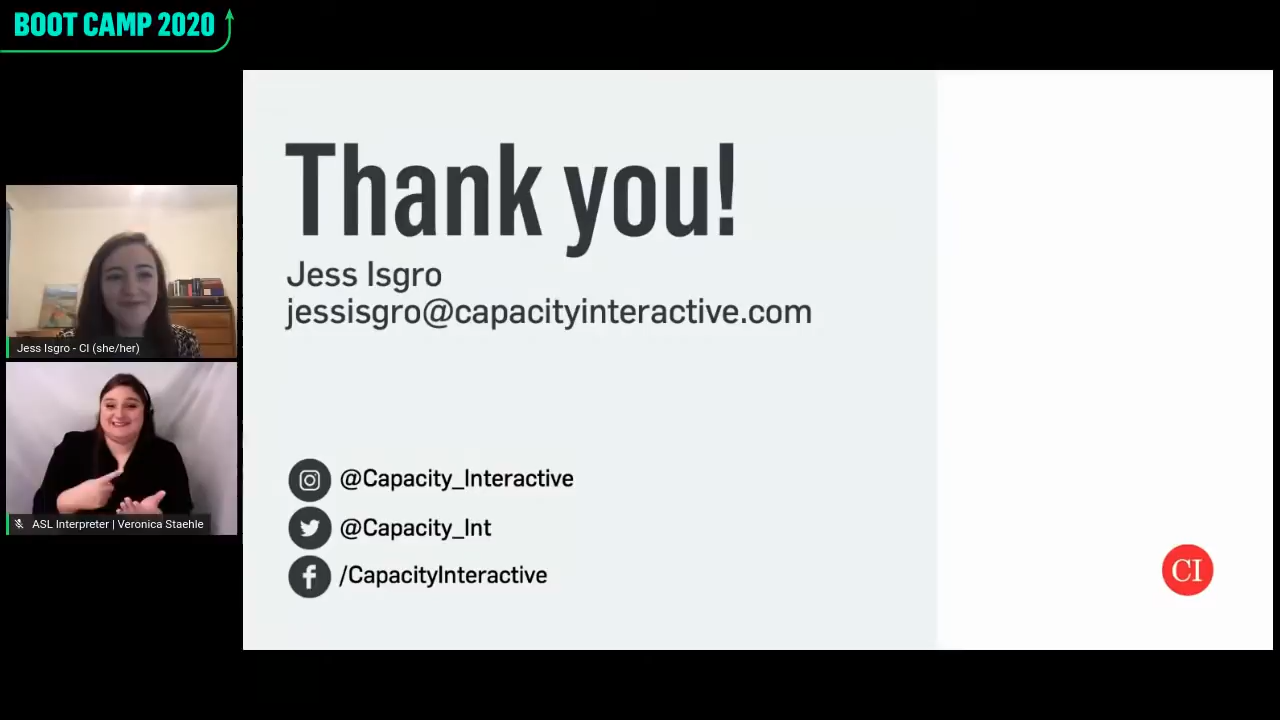 BOOT CAMP 2020
Thank you!
Jess Isgro
jessisgro@capacityinteractive.com
Jess Isgro - CI (she/her)
ASL Interpreter | Veronica Staehle
@Capacity_Interactive
@Capacity_Int
/CapacityInteractive
CI